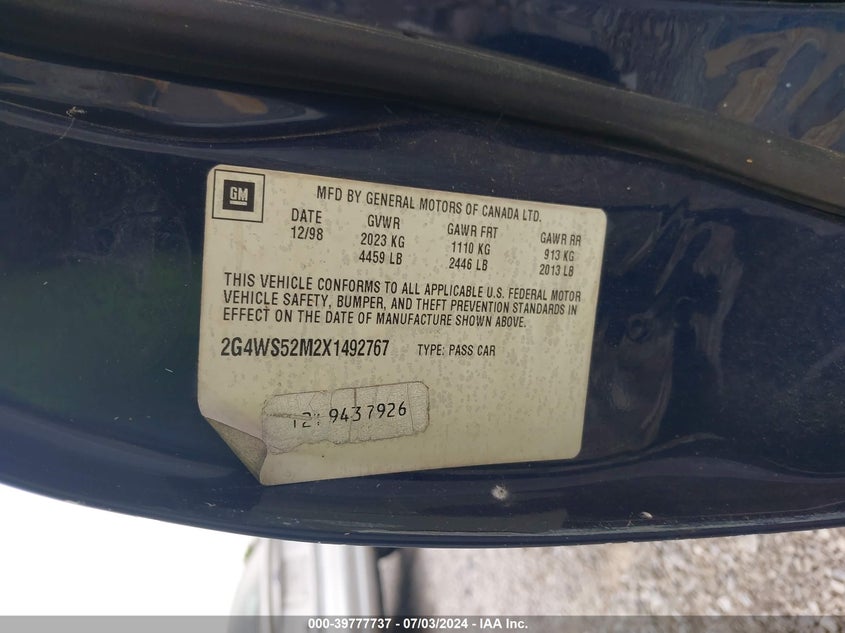 GM
MFD BY GENERAL MOTORS OF CANADA LTD.
DATE GVWR GAWR FRT GAWR RR
12/98 2023 KG 1110 KG 913 KG
4459 LB 2446 LB 2013 LB
THIS VEHICLE CONFORMS TO ALL APPLICABLE U.S. FEDERAL MOTOR
VEHICLE SAFETY, BUMPER, AND THEFT PREVENTION STANDARDS IN
EFFECT ON THE DATE OF MANUFACTURE SHOWN ABOVE.
2G4WS52M2X1492767 TYPE: PASS CAR
9437926
000-39777737 - 07/03/2024 - IAA Inc.